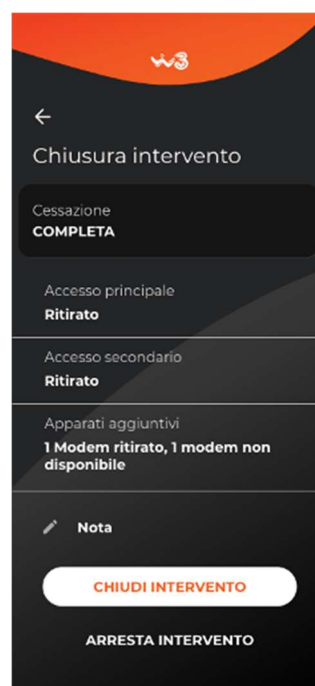 W3
Chiusura intervento
Cessazione
COMPLETA
Accesso principale
Ritirato
Accesso secondario
Ritirato
Apparati aggiuntivi
1 Modem ritirato, 1 modem non
disponibile
Nota
CHIUDI INTERVENTO
ARRESTA INTERVENTO